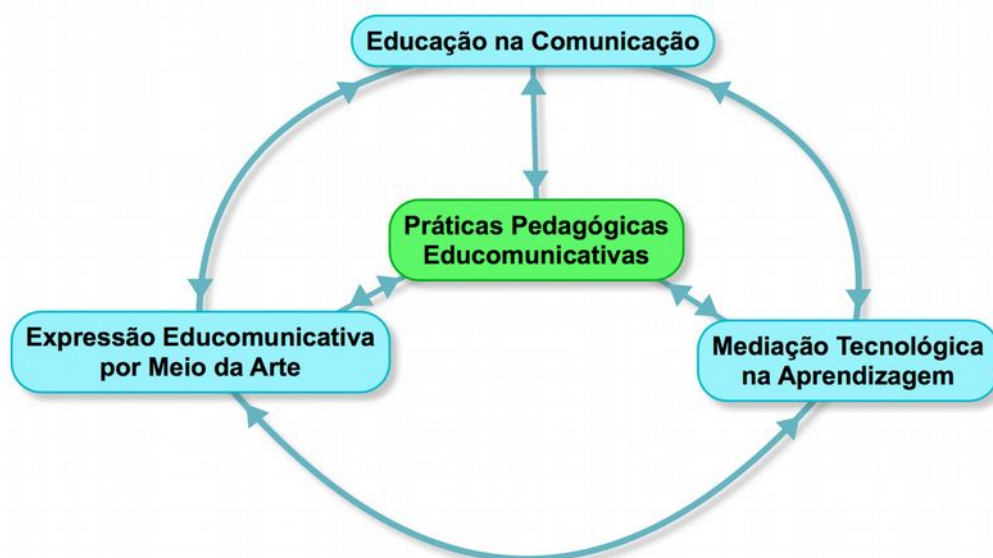 Educação na Comunicação
Práticas Pedagógicas
Educomunicativas
Expressão Educomunicativa
por Meio da Arte
Mediação Tecnológica
na Aprendizagem